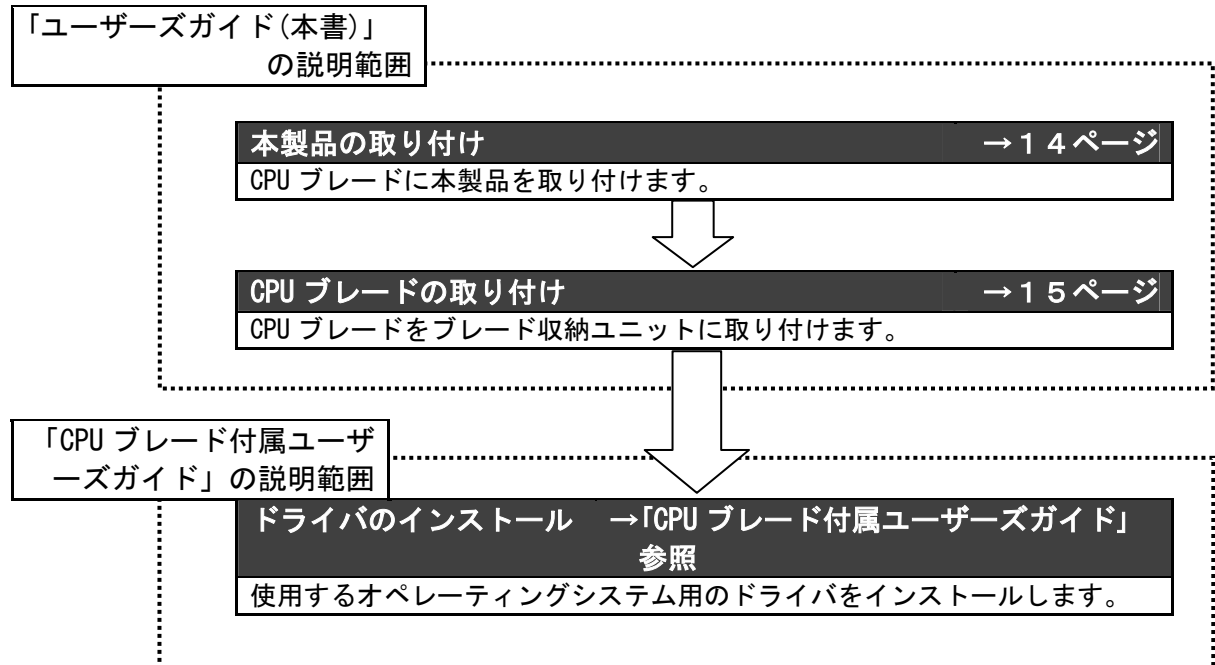 「ユーザーズガイド(本書)」
の説明範囲
本製品の取り付け →14ページ
CPU ブレードに本製品を取り付けます。
CPU ブレードの取り付け →15ページ
CPU ブレードをブレード収納ユニットに取り付けます。
「CPU ブレード付属ユーザ
ーズガイド」の説明範囲
ドライバのインストール →「CPU ブレード付属ユーザーズガイド」
参照
使用するオペレーティングシステム用のドライバをインストールします。